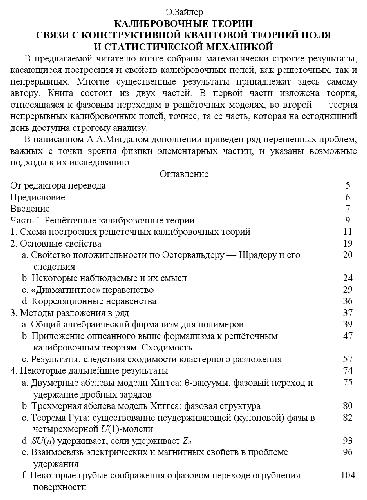 Э.Зайлер
КАЛИБРОВОЧНЫЕ ТЕОРИИ
СВЯЗИ С КОНСТРУКТИВНОЙ КВАНТОВОЙ ТЕОРИЕЙ ПОЛЯ
И СТАТИСТИЧЕСКОЙ МЕХАНИКОЙ
В предлагаемой читателю книге собраны математически строгие результаты,
касающиеся построения и свойств калибровочных полей, как решеточных, так и
непрерывных. Многие существенные результаты принадлежат здесь самому
автору. Книга состоит из двух частей. В первой части изложена теория,
относящаяся к фазовым переходам в решёточных моделях, во второй — теория
непрерывных калибровочных полей, точнее, та ее часть, которая на сегодняшний
день доступна строгому анализу.
В написанном А.А.Мигдалом дополнении приведен ряд нерешенных проблем,
важных с точки зрения физики элементарных частиц, и указаны возможные
подходы к их исследованию.
Оглавление
От редактора перевода 5
Предисловие 6
Введение 7
Часть I. Решёточные калибровочные теории 9
1. Схема построения решеточных калибровочных теорий 11
2. Основные свойства 19
a. Свойство положительности по Остервальдеру — Шрадеру и его 20
следствия
b. Некоторые наблюдаемые и их смысл 24
c. «Диамагнитное» неравенство 29
d. Корреляционные неравенства 36
3. Методы разложения в ряд 37
a. Общий алгебраический формализм для полимеров 39
b. Приложение описанного выше формализма к решёточным 47
калибровочным теориям. Сходимость
c. Результаты, следствия сходимости кластерного разложения 57
4. Некоторые дальнейшие результаты 74
a. Двумерные абелевы модели Хиггса: θ-вакуумы, фазовый переход и 75
удержание дробных зарядов
b. Трехмерная абелева модель Хиггса: фазовая структура 80
c. Теорема Гута: существование неудерживающей (кулоновой) фазы в 82
четырехмерной U(1)-модели
d. SU(n) удерживает, если удерживает Zₙ 93
e. Взаимосвязь электрических и магнитных свойств в проблеме 96
удержания
f. Некоторые грубые соображения о фазовом переходе огрубления 104
поверхности